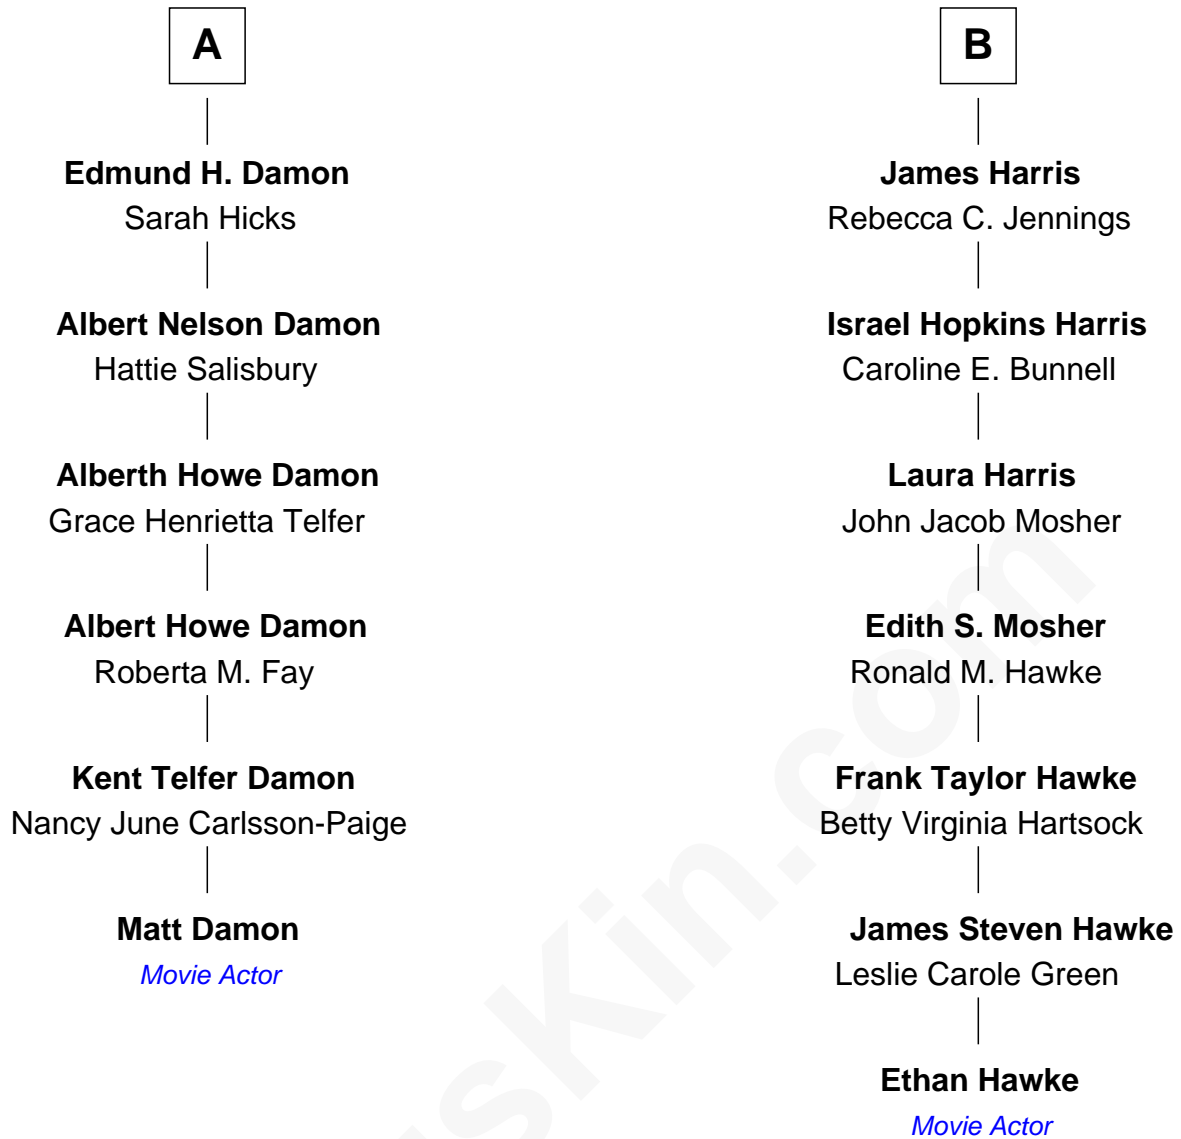 A
Edmund H. Damon
Sarah Hicks
Albert Nelson Damon
Hattie Salisbury
Alberth Howe Damon
Grace Henrietta Telfer
Albert Howe Damon
Roberta M. Fay
Kent Telfer Damon
Nancy June Carlsson-Paige
Matt Damon
Movie Actor
B
James Harris
Rebecca C. Jennings
Israel Hopkins Harris
Caroline E. Bunnell
Laura Harris
John Jacob Mosher
Edith S. Mosher
Ronald M. Hawke
Frank Taylor Hawke
Betty Virginia Hartsock
James Steven Hawke
Leslie Carole Green
Ethan Hawke
Movie Actor
usKin.com